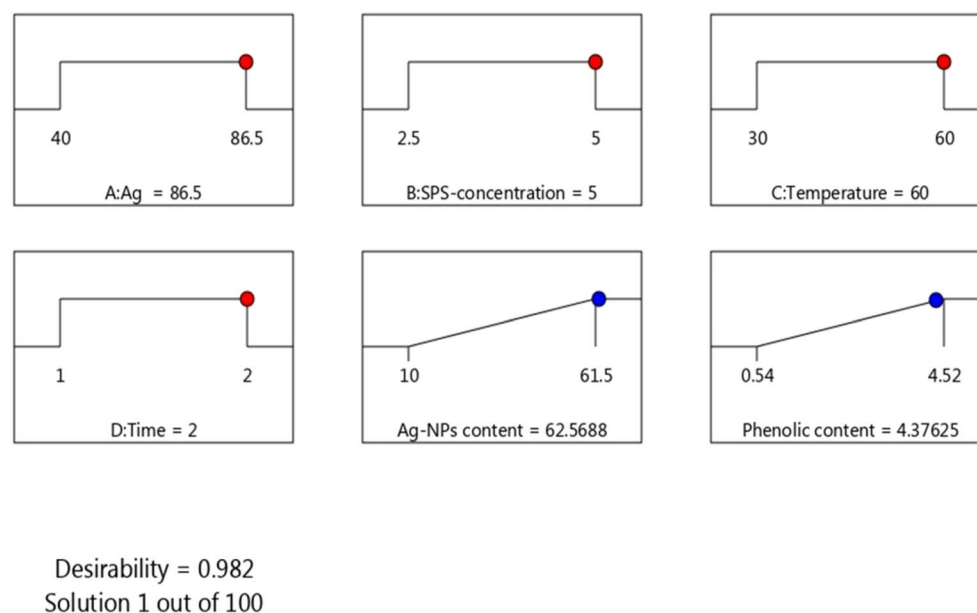 40 86.5
A:Ag = 86.5
2.5 5
B:SPS-concentration = 5
30 60
C:Temperature = 60
1 2
D:Time = 2
10 61.5
Ag-NPs content = 62.5688
0.54 4.52
Phenolic content = 4.37625
Desirability = 0.982
Solution 1 out of 100